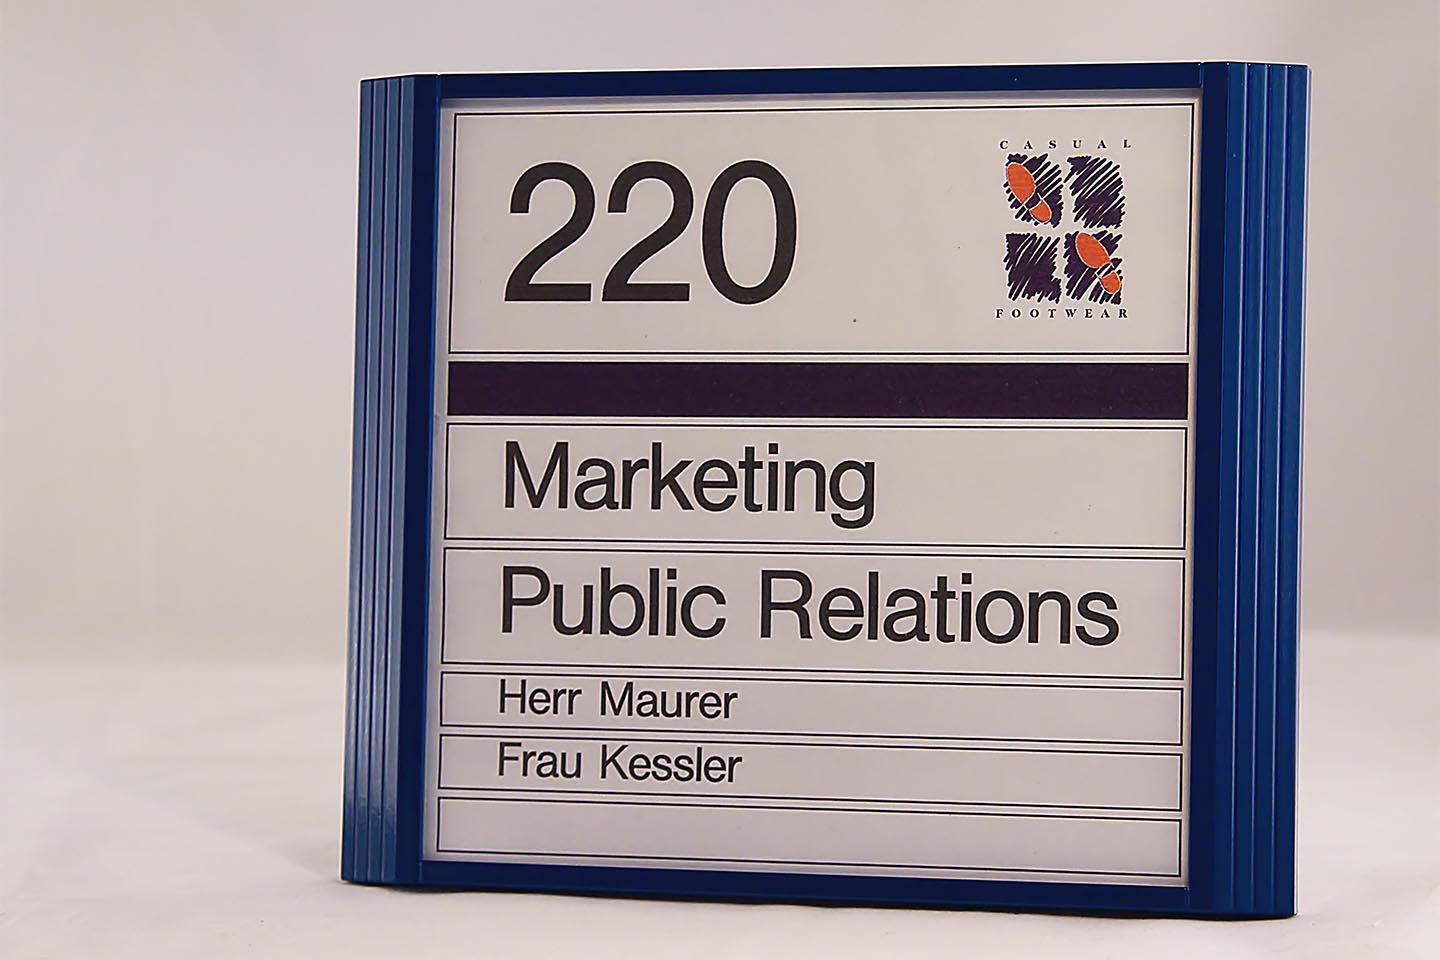 220
CASUAL
FOOTWEAR
Marketing
Public Relations
Herr Maurer
Frau Kessler